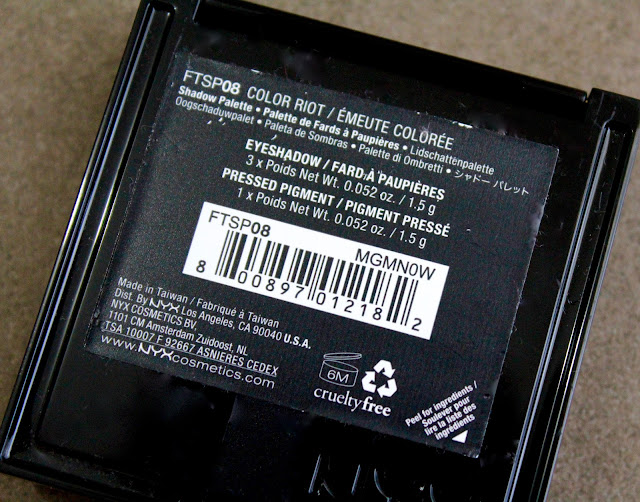 FTSP08 COLOR RIOT / ÉMEUTE COLORÉE
Shadow Palette • Palette de Fards à Paupières • Lidschattenpalette
Oogschaduwpalet • Paleta de Sombras • Palette di Ombretti • シャドー パレット
EYESHADOW / FARD À PAUPIÈRES
3 x Poids Net Wt. 0.052 oz. / 1.5 g
PRESSED PIGMENT / PIGMENT PRESSÉ
1 x Poids Net Wt. 0.052 oz. / 1.5 g
FTSP08 MGMN0W
8 00897 01218 2
Made in Taiwan / Fabriqué à Taiwan
Dist. By NYX Los Angeles, CA 90040 U.S.A.
NYX COSMETICS BV.
1101 CM Amsterdam Zuidoost, NL
TSA 10007 F 92667 ASNIERES CEDEX
www.NYXcosmetics.com
6M
crueltyfree
Peel for ingredients /
Soulever pour
lire la liste des
ingrédients